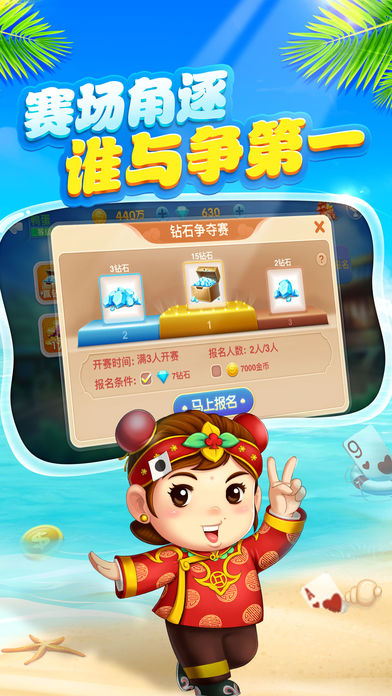 赛场角逐
谁与争第一
440万
630
钻石争夺赛
15钻石
3钻石
2钻石
2
1
3
开赛时间：满3人开赛
报名人数：2人/3人
报名条件：
7钻石
7000金币
马上报名
9
A